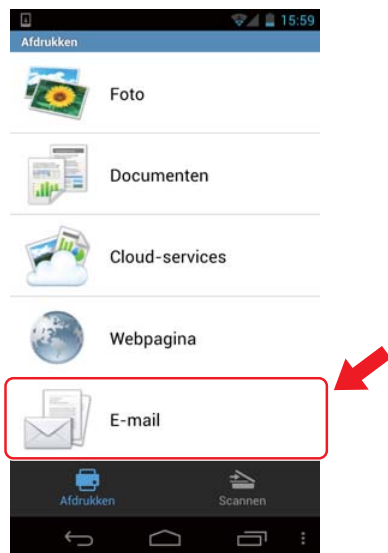 15:59
Afdrukken
Foto
Documenten
Cloud-services
Webpagina
E-mail
Afdrukken
Scannen